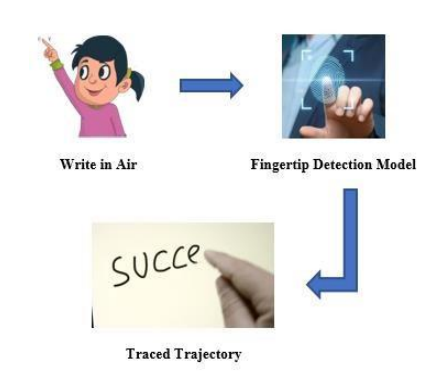 Write in Air
Fingertip Detection Model
succe
Traced Trajectory